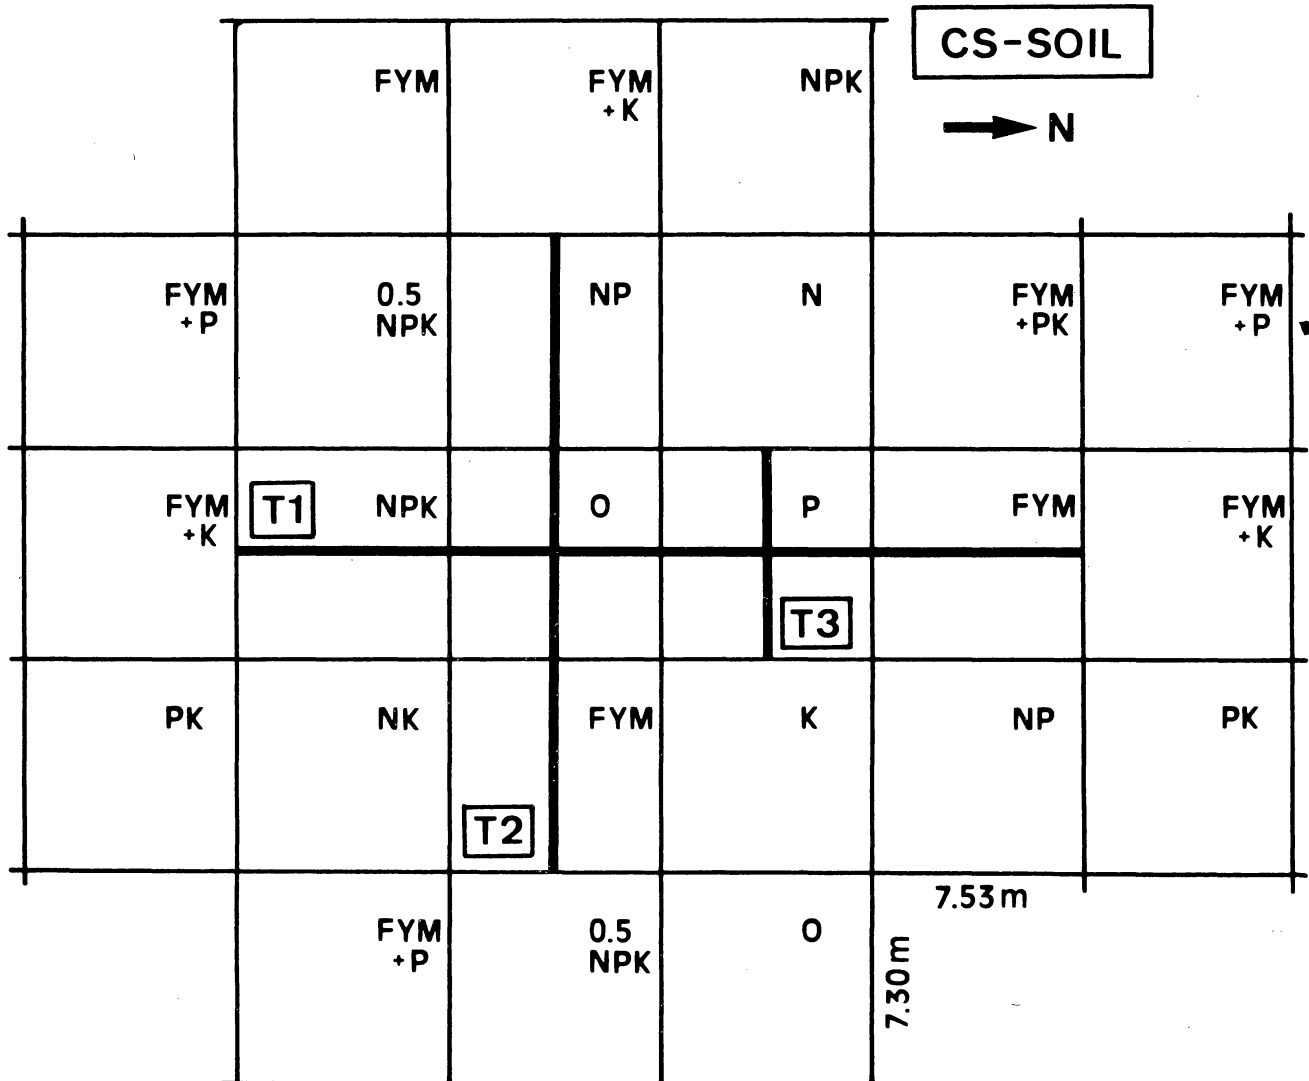 CS-SOIL
N
FYM
FYM
+K
NPK
FYM
+P
0.5
NPK
NP
N
FYM
+PK
FYM
+P
FYM
+K
T1
NPK
O
P
FYM
FYM
+K
T3
PK
NK
FYM
K
NP
PK
T2
7.53m
FYM
+P
0.5
NPK
O
7.30m